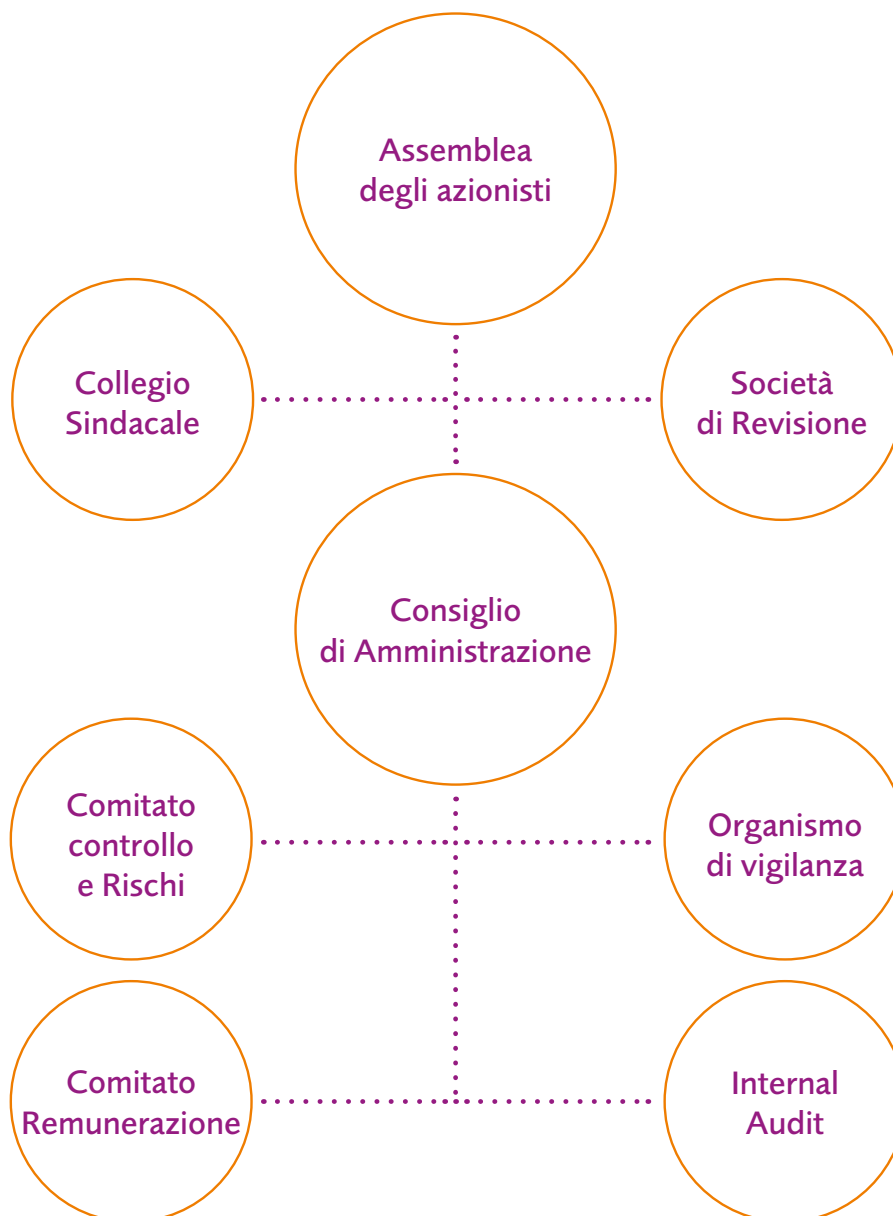 Assemblea
degli azionisti
Collegio
Sindacale
Società
di Revisione
Consiglio
di Amministrazione
Comitato
controllo
e Rischi
Organismo
di vigilanza
Comitato
Remunerazione
Internal
Audit